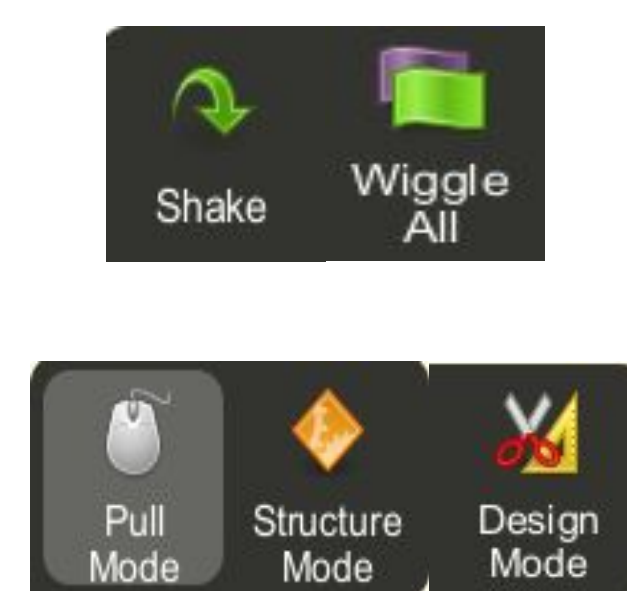 Shake
Wiggle
All
Pull
Mode
Structure
Mode
Design
Mode